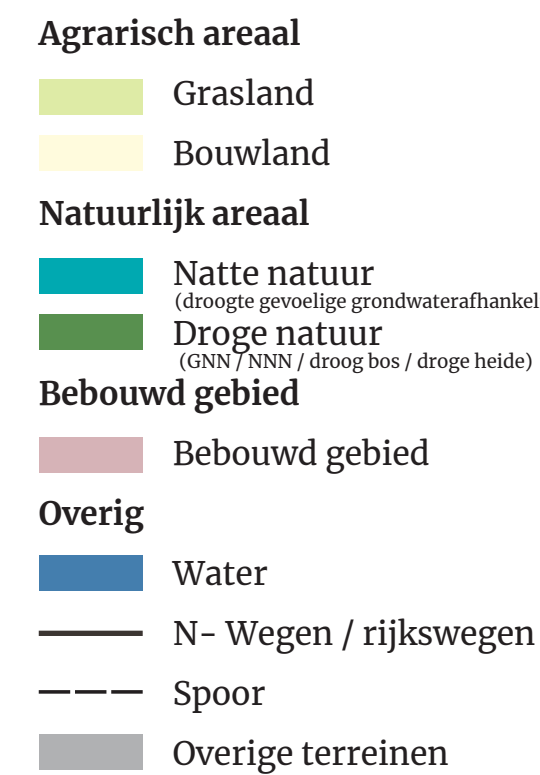 Agrarisch areaal
Grasland
Bouwland
Natuurlijk areaal
Natte natuur
(droogte gevoelige grondwaterafhankel
Droge natuur
(GNN / NNN / droog bos / droge heide)
Bebouwd gebied
Bebouwd gebied
Overig
Water
N- Wegen / rijkswegen
Spoor
Overige terreinen